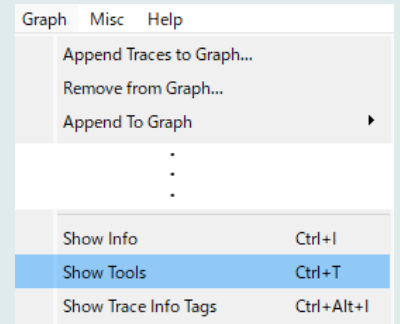 Graph Misc Help
Append Traces to Graph...
Remove from Graph...
Append To Graph
.
.
.
Show Info Ctrl+I
Show Tools Ctrl+T
Show Trace Info Tags Ctrl+Alt+I